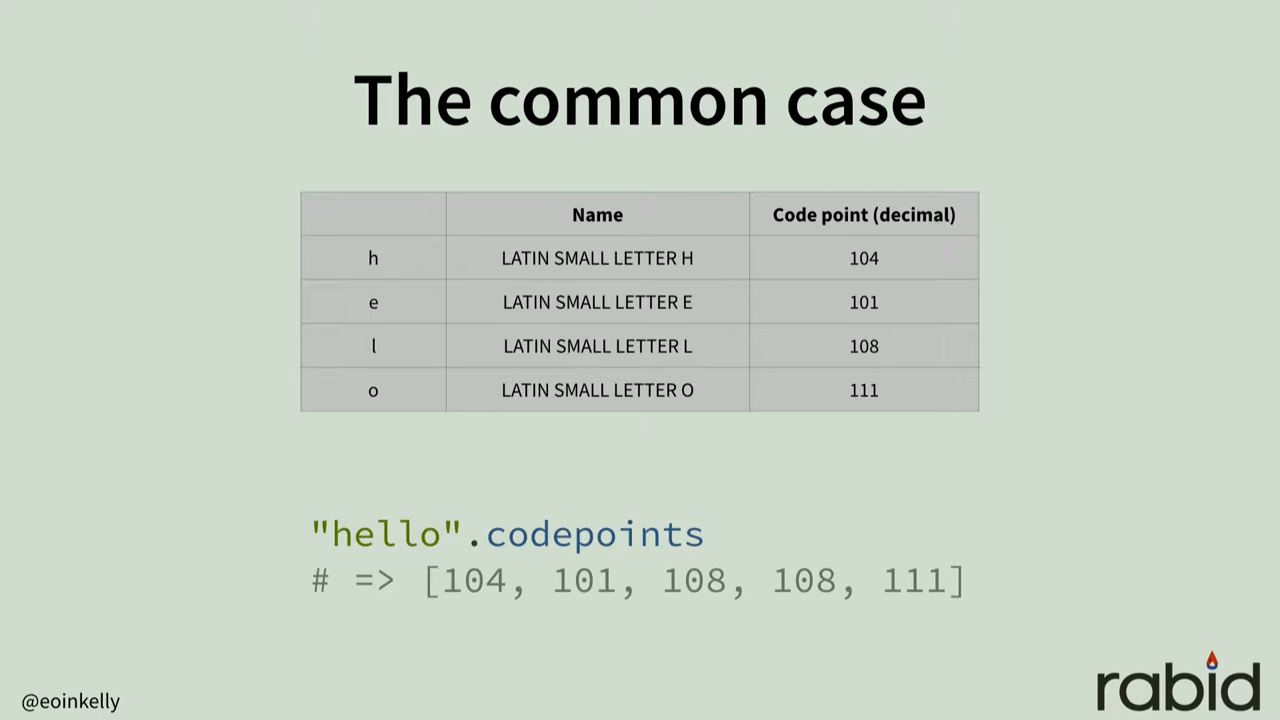 The common case
Name Code point (decimal)
h LATIN SMALL LETTER H 104
e LATIN SMALL LETTER E 101
l LATIN SMALL LETTER L 108
o LATIN SMALL LETTER O 111
"hello".codepoints
# => [104, 101, 108, 108, 111]
@eoinkelly
rabid